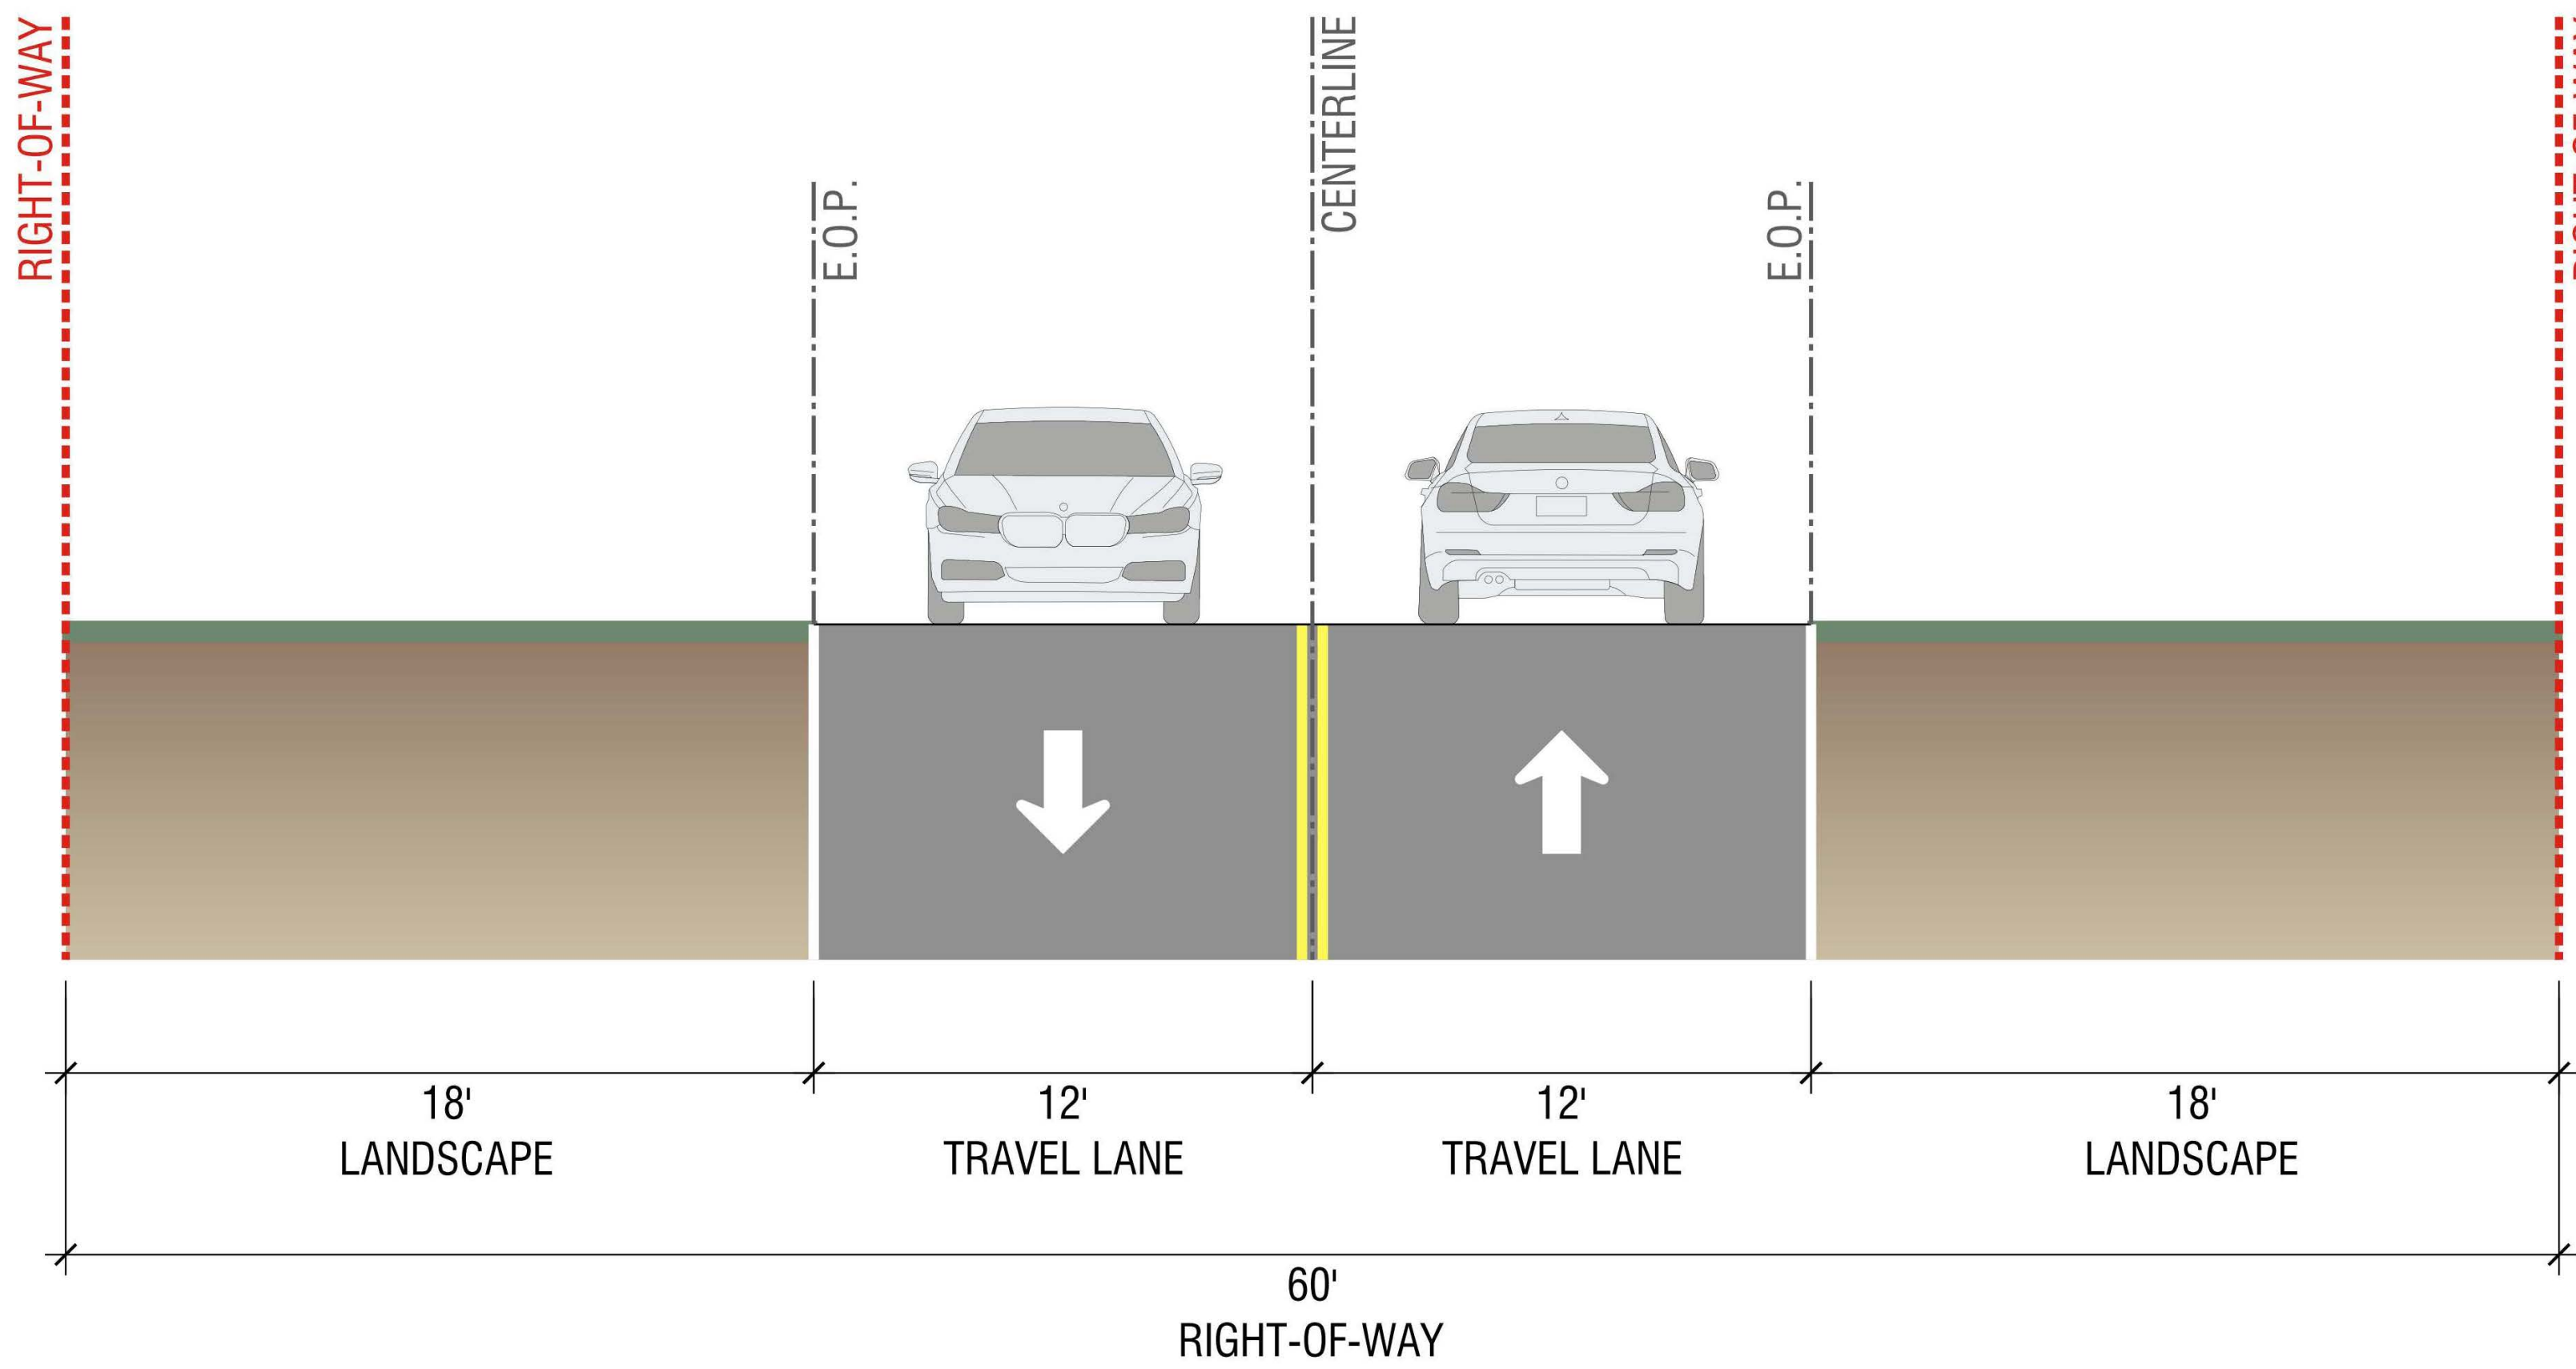 RIGHT-OF-WAY
E.O.P.
CENTERLINE
E.O.P.
18'
LANDSCAPE
12'
TRAVEL LANE
12'
TRAVEL LANE
18'
LANDSCAPE
60'
RIGHT-OF-WAY